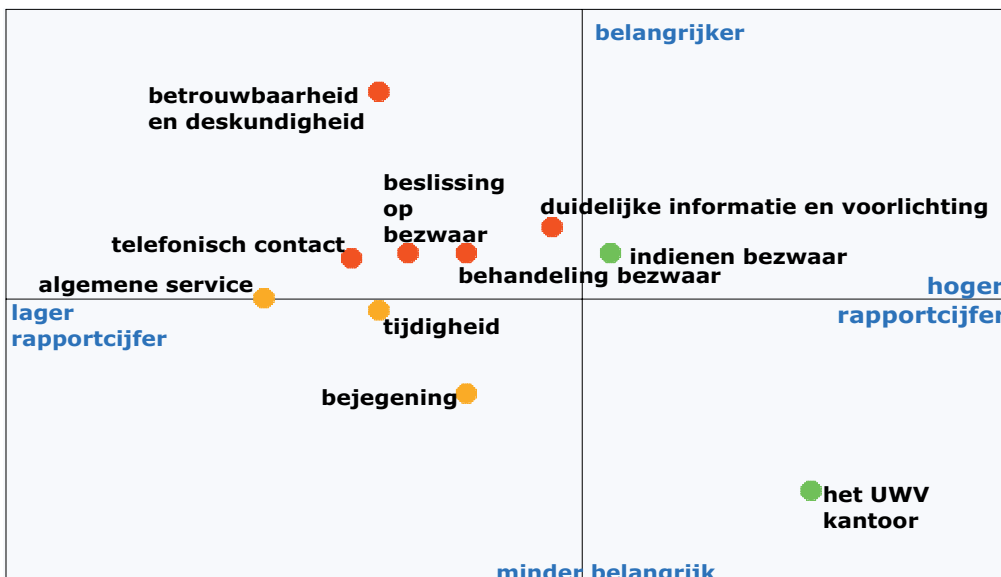 belangrijker
betrouwbaarheid
en deskundigheid
beslissing
op
bezwaar
duidelijke informatie en voorlichting
telefonisch contact
indienen bezwaar
behandeling bezwaar
algemene service
hoger
rapportcijfer
lager
rapportcijfer
tijdigheid
bejegening
het UWV
kantoor
minder belangrijk